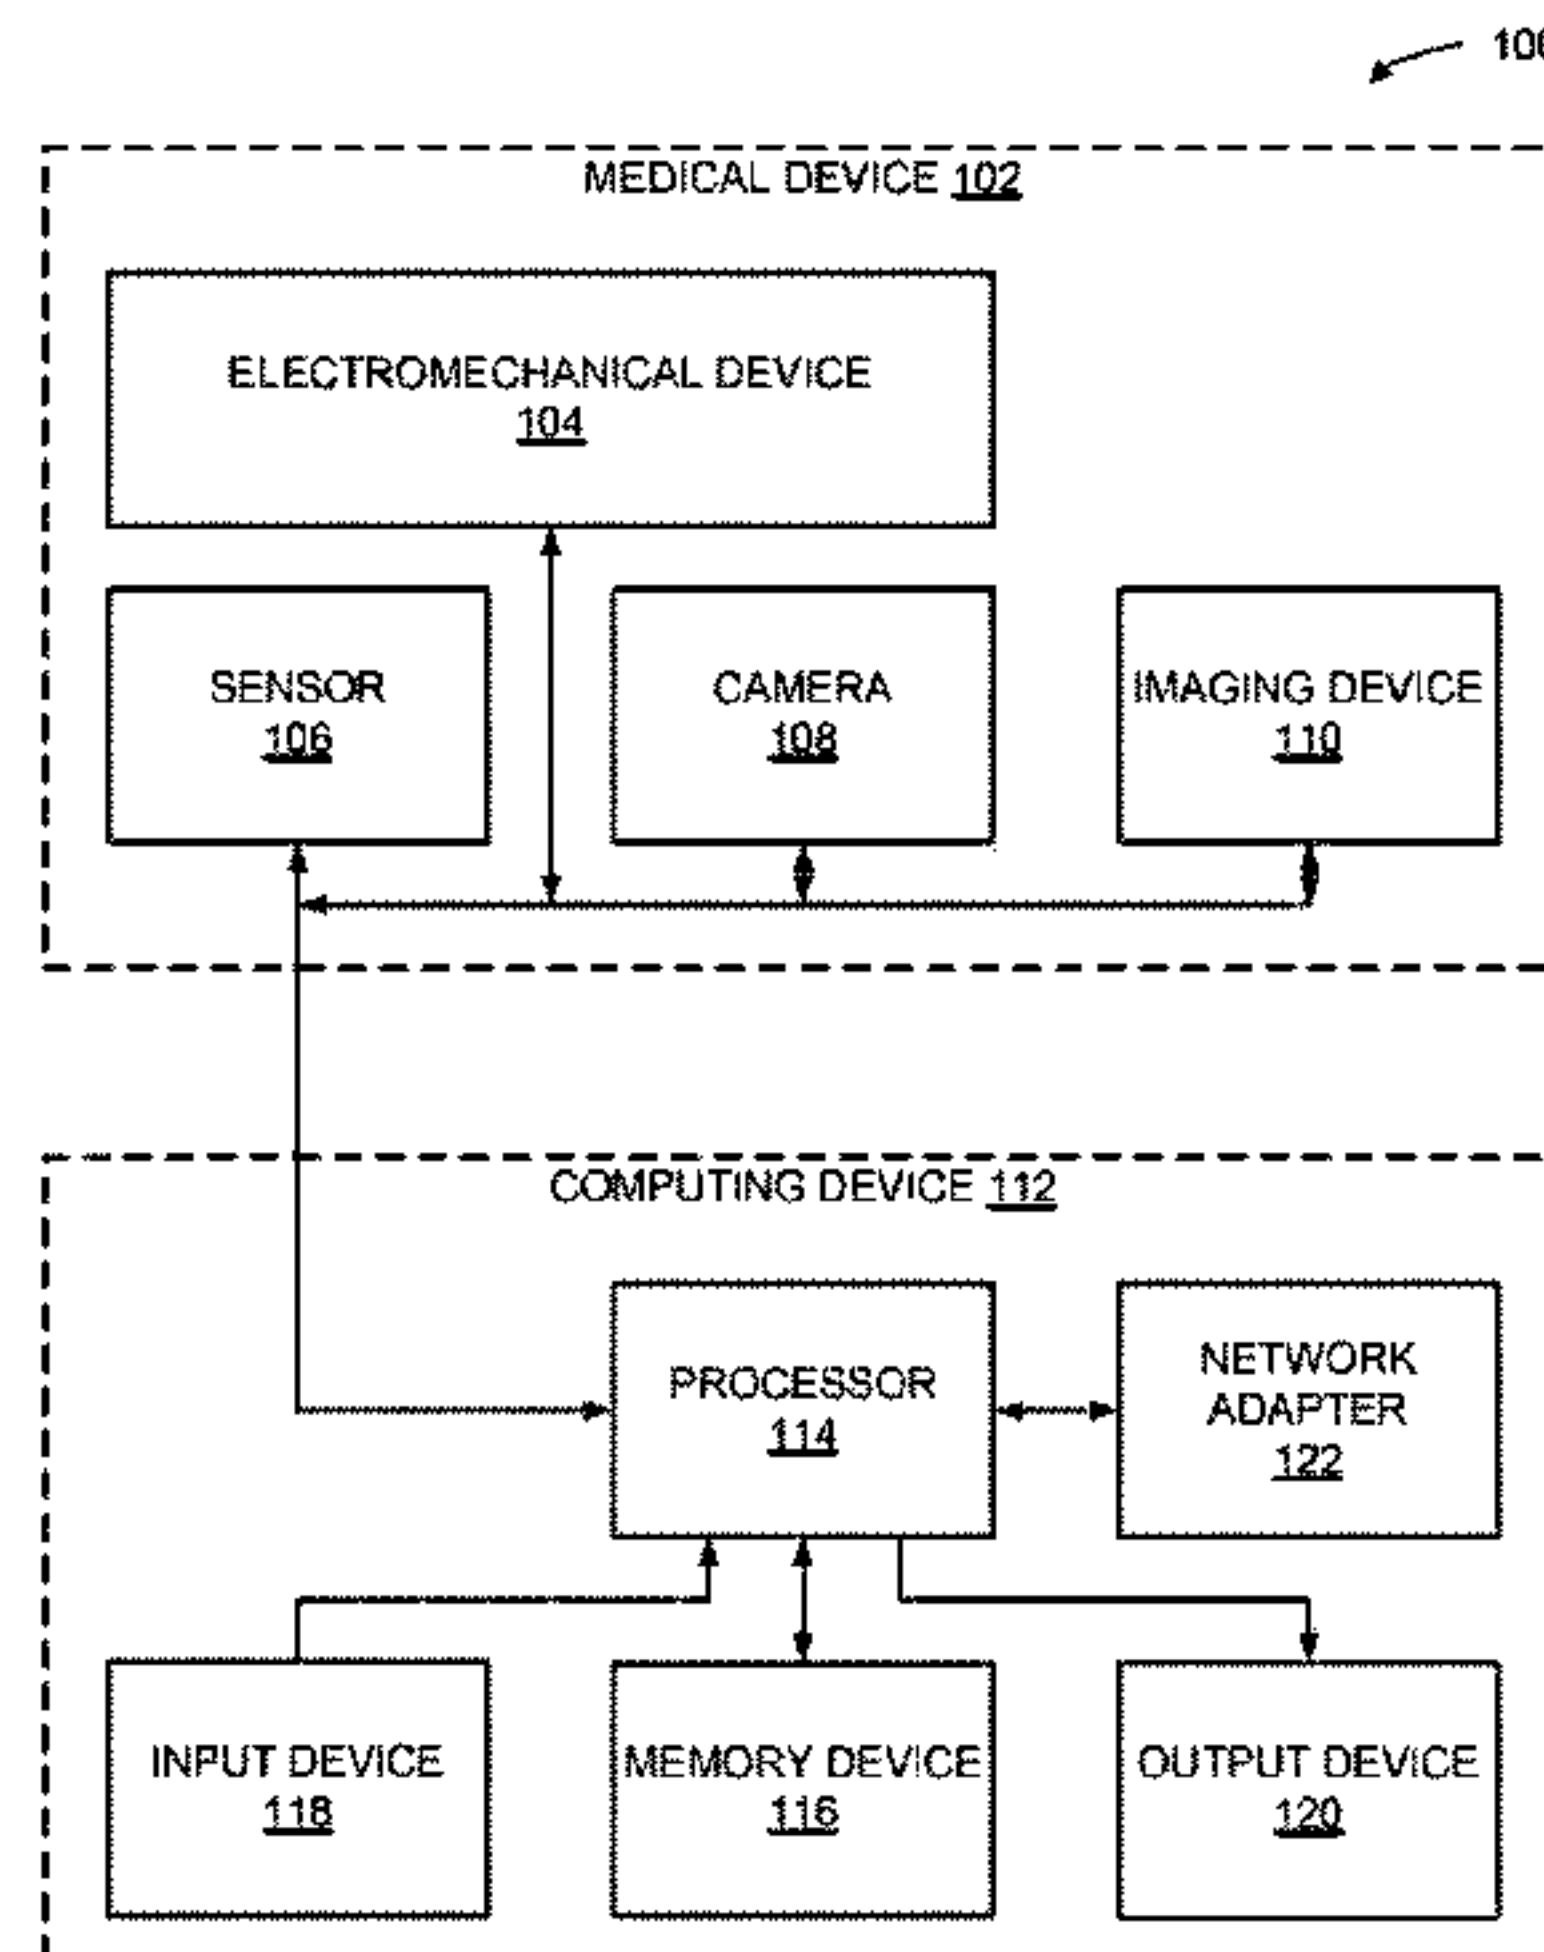 MEDICAL DEVICE 102
ELECTROMECHANICAL DEVICE
104
SENSOR
106
CAMERA
108
IMAGING DEVICE
110
COMPUTING DEVICE 112
PROCESSOR
114
NETWORK
ADAPTER
122
INPUT DEVICE
118
MEMORY DEVICE
116
OUTPUT DEVICE
120